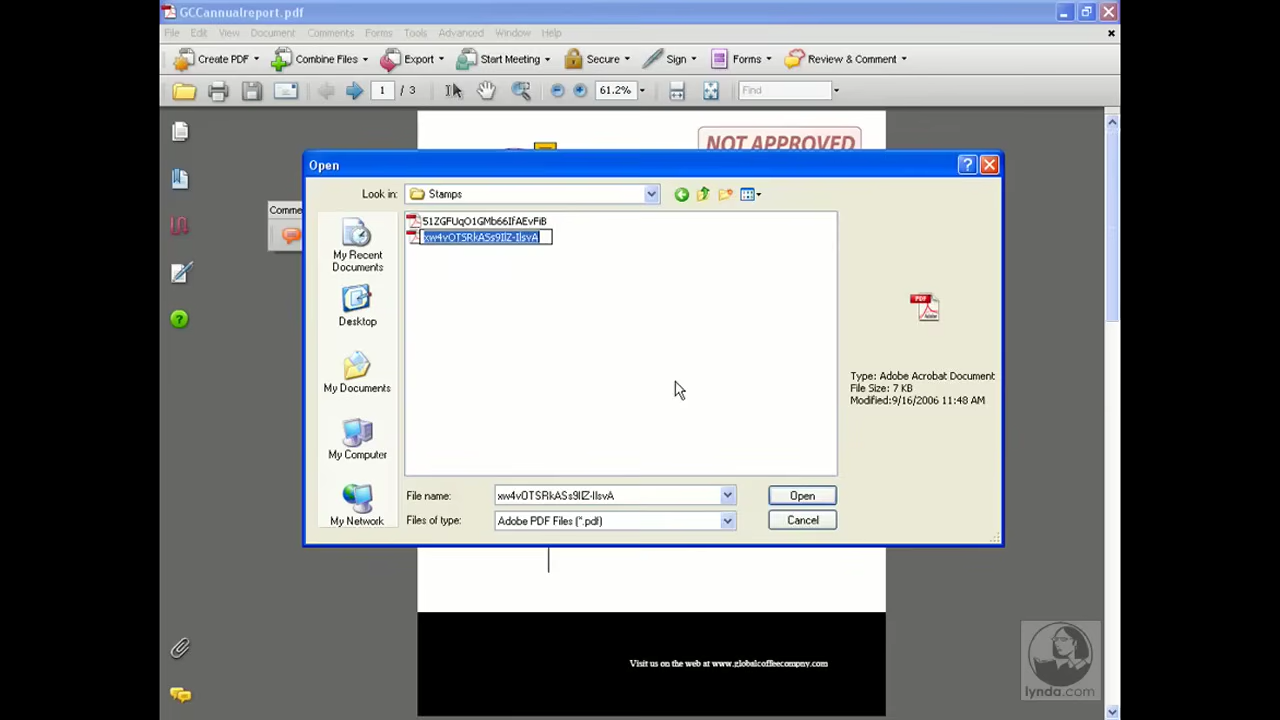 GCCannualreport.pdf
File Edit View Document Comments Forms Tools Advanced Window Help
Create PDF Combine Files Export Start Meeting Secure Sign Forms Review & Comment
1 / 3 61.2% Find
NOT APPROVED
Open
Look in: Stamps
51ZGFUqO1GMb66IfAEvFiB
xw4vOTSRkASs9IlZ-IlsvA
Comme
My Recent
Documents
Desktop
My Documents
My Computer
My Network
Type: Adobe Acrobat Document
File Size: 7 KB
Modified:9/16/2006 11:48 AM
File name: xw4vOTSRkASs9IlZ-IlsvA Open
Files of type: Adobe PDF Files (*.pdf) Cancel
Visit us on the web at www.globalcoffeecompny.com
lynda.com